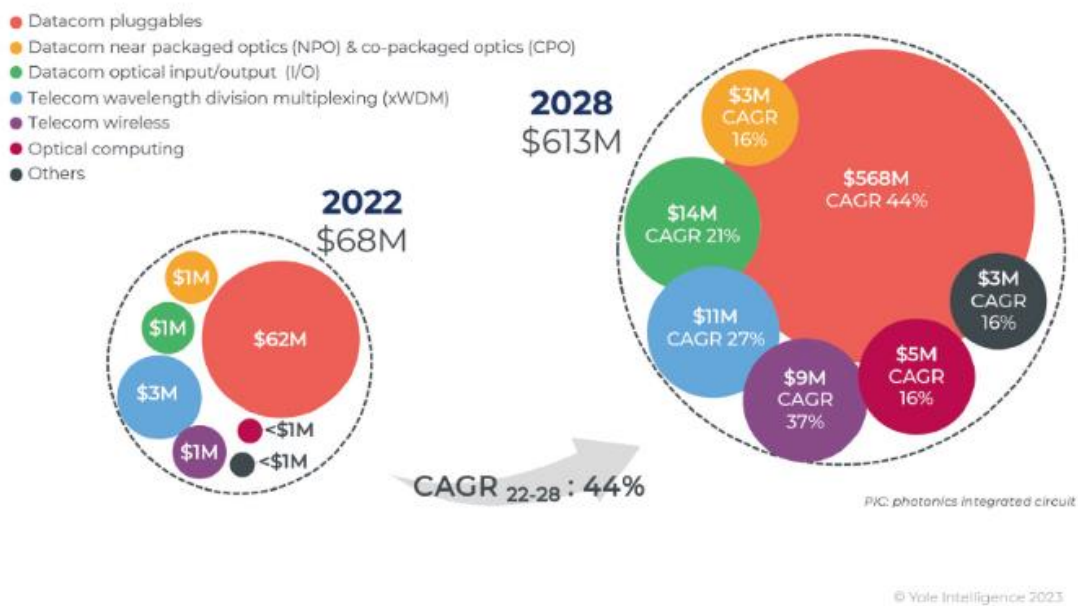 Datacom pluggables
Datacom near packaged optics (NPO) & co-packaged optics (CPO)
Datacom optical input/output (I/O)
Telecom wavelength division multiplexing (xWDM)
Telecom wireless
Optical computing
Others
2022
$68M
$1M
$1M
$62M
$3M
$1M
<$1M
<$1M
2028
$613M
$3M
CAGR
16%
$568M
CAGR 44%
$14M
CAGR 21%
$11M
CAGR 27%
$9M
CAGR
37%
$5M
CAGR
16%
$3M
CAGR
16%
CAGR 22-28 : 44%
PIC: photonics integrated circuit
© Yole Intelligence 2023